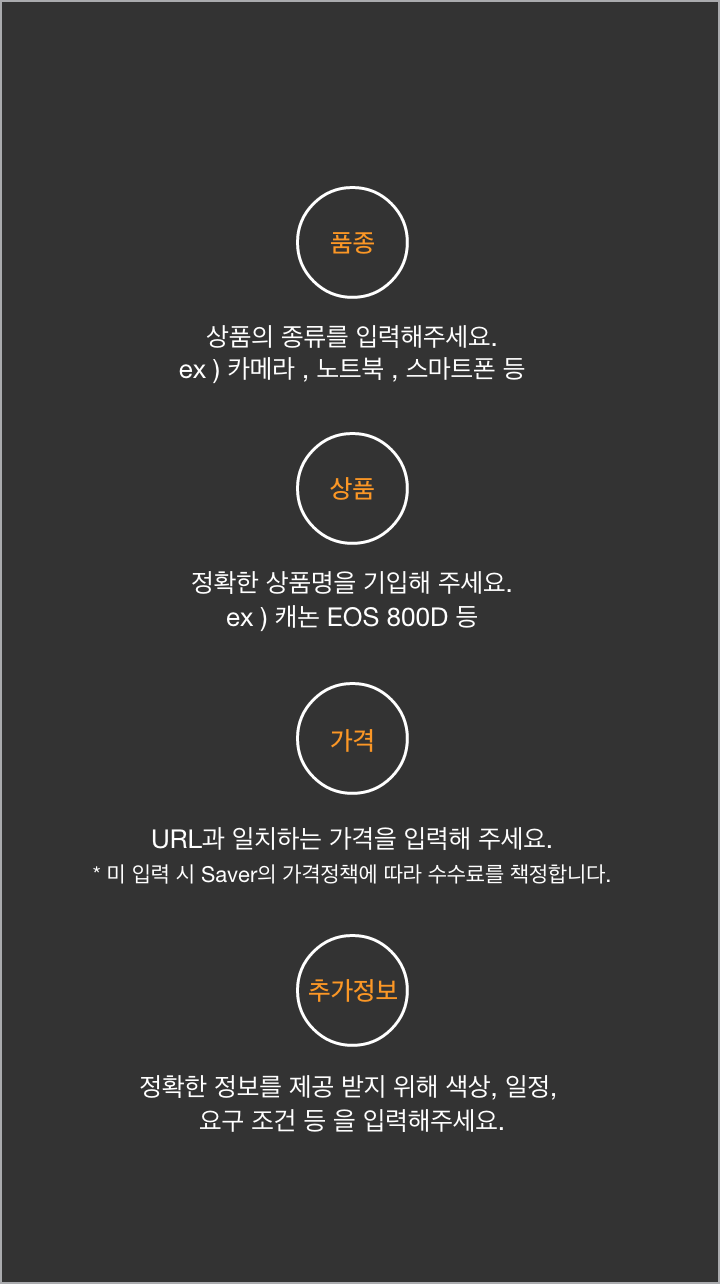 품종
상품의 종류를 입력해주세요.
ex ) 카메라 , 노트북 , 스마트폰 등
상품
정확한 상품명을 기입해 주세요.
ex ) 캐논 EOS 800D 등
가격
URL과 일치하는 가격을 입력해 주세요.
* 미 입력 시 Saver의 가격정책에 따라 수수료를 책정합니다.
추가정보
정확한 정보를 제공 받지 위해 색상, 일정,
요구 조건 등 을 입력해주세요.